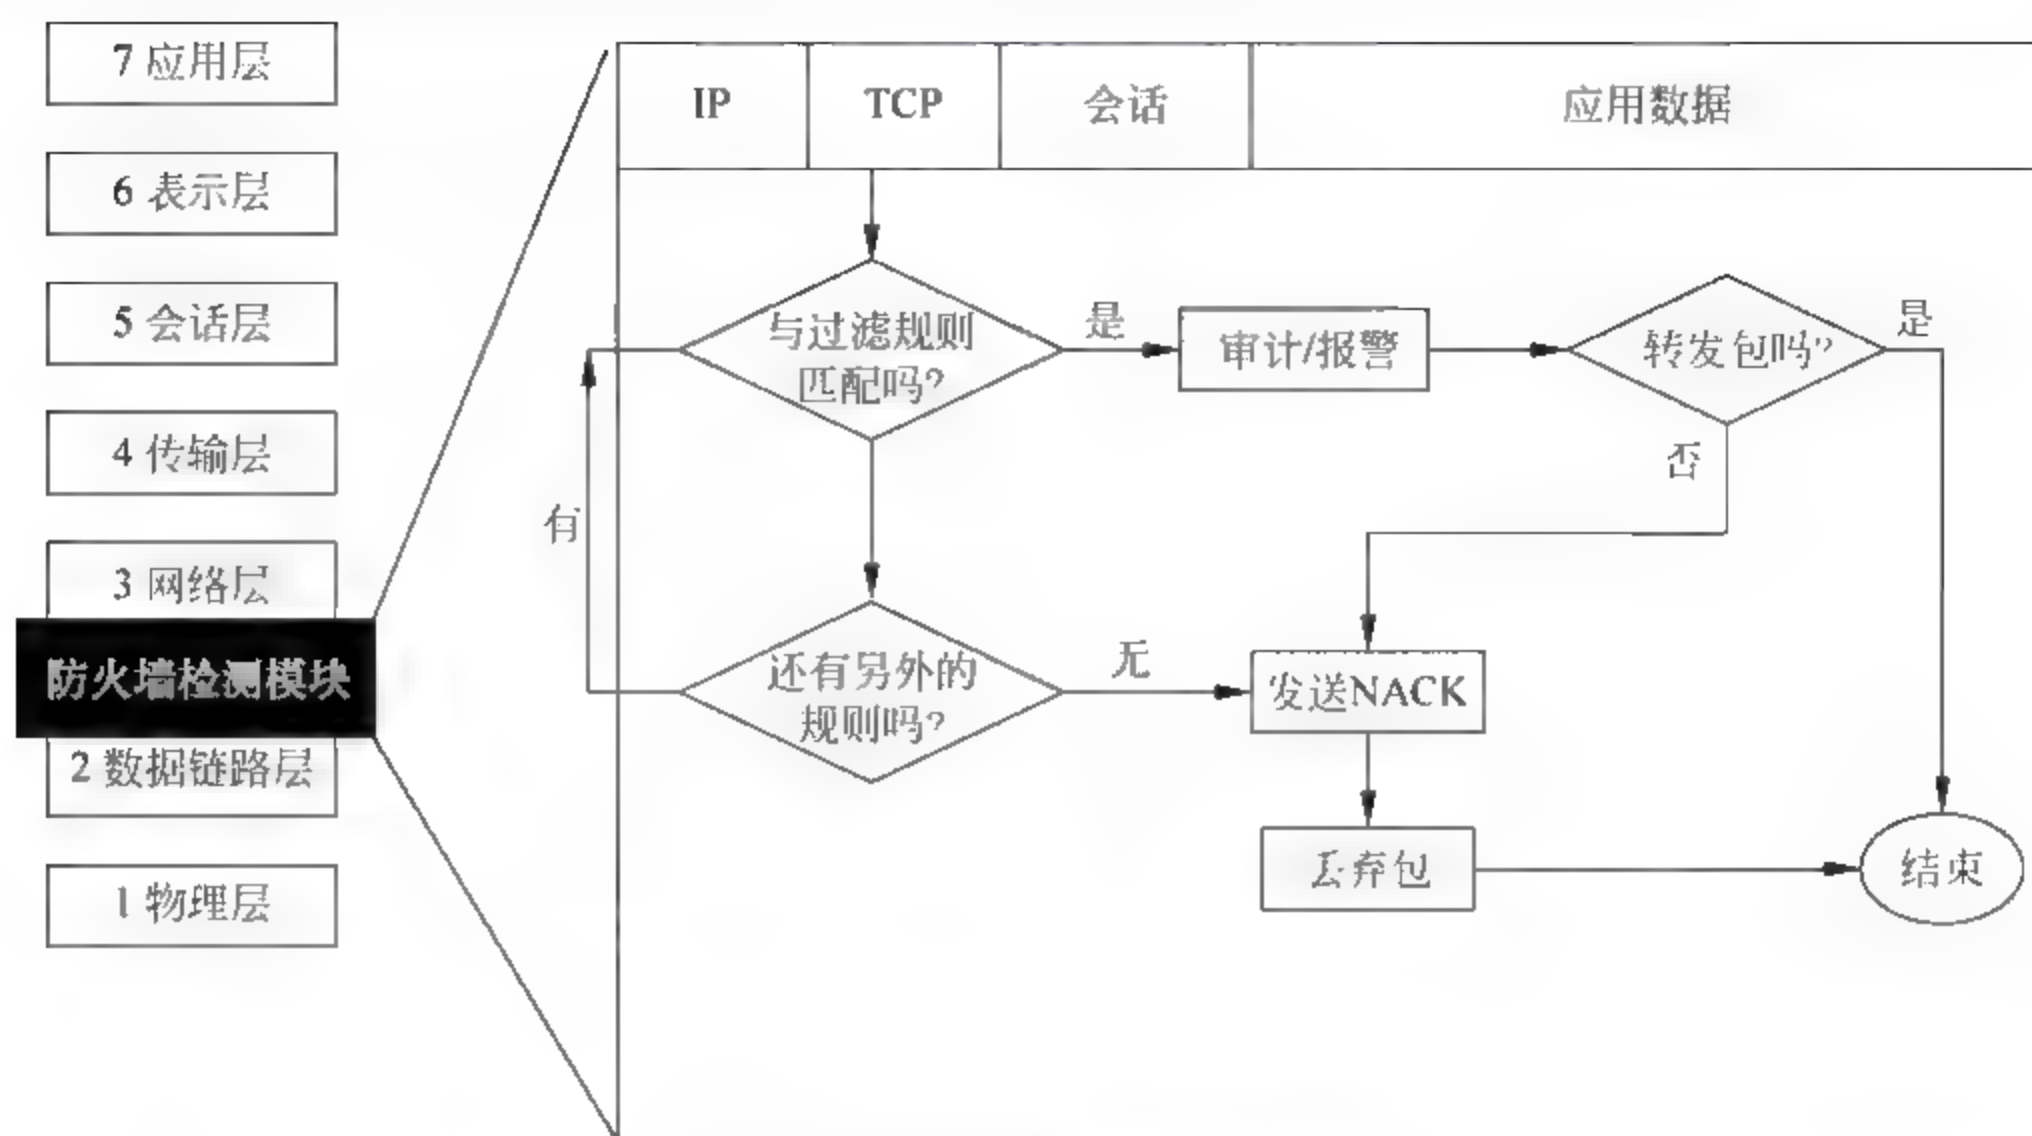 7 应用层
6 表示层
5 会话层
4 传输层
3 网络层
防火墙检测模块
2 数据链路层
1 物理层
IP
TCP
会话
应用数据
与过滤规则
匹配吗?
是
审计/报警
转发包吗?
是
否
有
还有另外的
规则吗?
无
发送NACK
丢弃包
结束